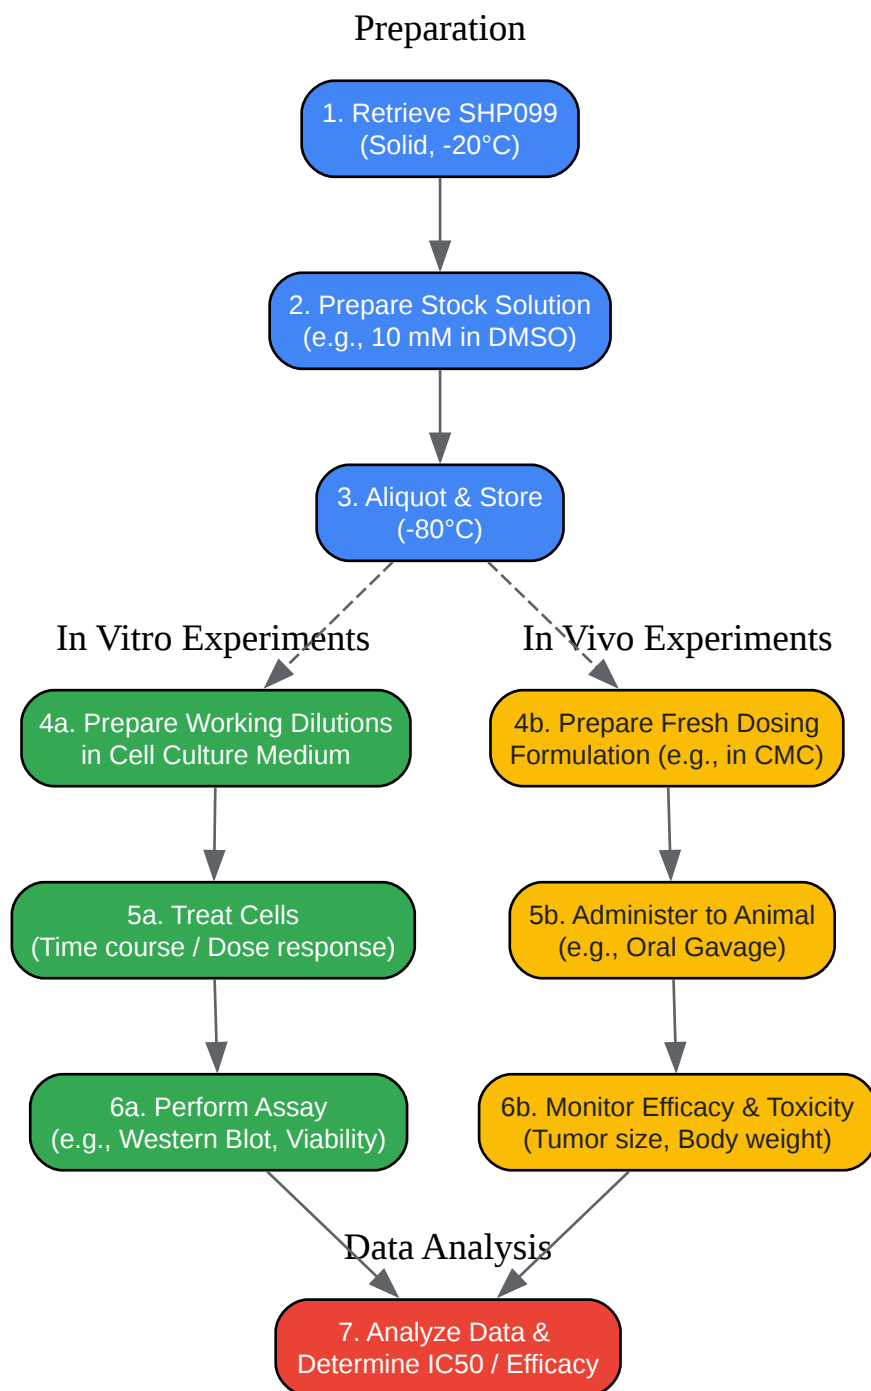 Preparation
1. Retrieve SHP099
(Solid, -20°C)
2. Prepare Stock Solution
(e.g., 10 mM in DMSO)
3. Aliquot & Store
(-80°C)
In Vitro Experiments
4a. Prepare Working Dilutions
in Cell Culture Medium
5a. Treat Cells
(Time course / Dose response)
6a. Perform Assay
(e.g., Western Blot, Viability)
In Vivo Experiments
4b. Prepare Fresh Dosing
Formulation (e.g., in CMC)
5b. Administer to Animal
(e.g., Oral Gavage)
6b. Monitor Efficacy & Toxicity
(Tumor size, Body weight)
Data Analysis
7. Analyze Data &
Determine IC50 / Efficacy